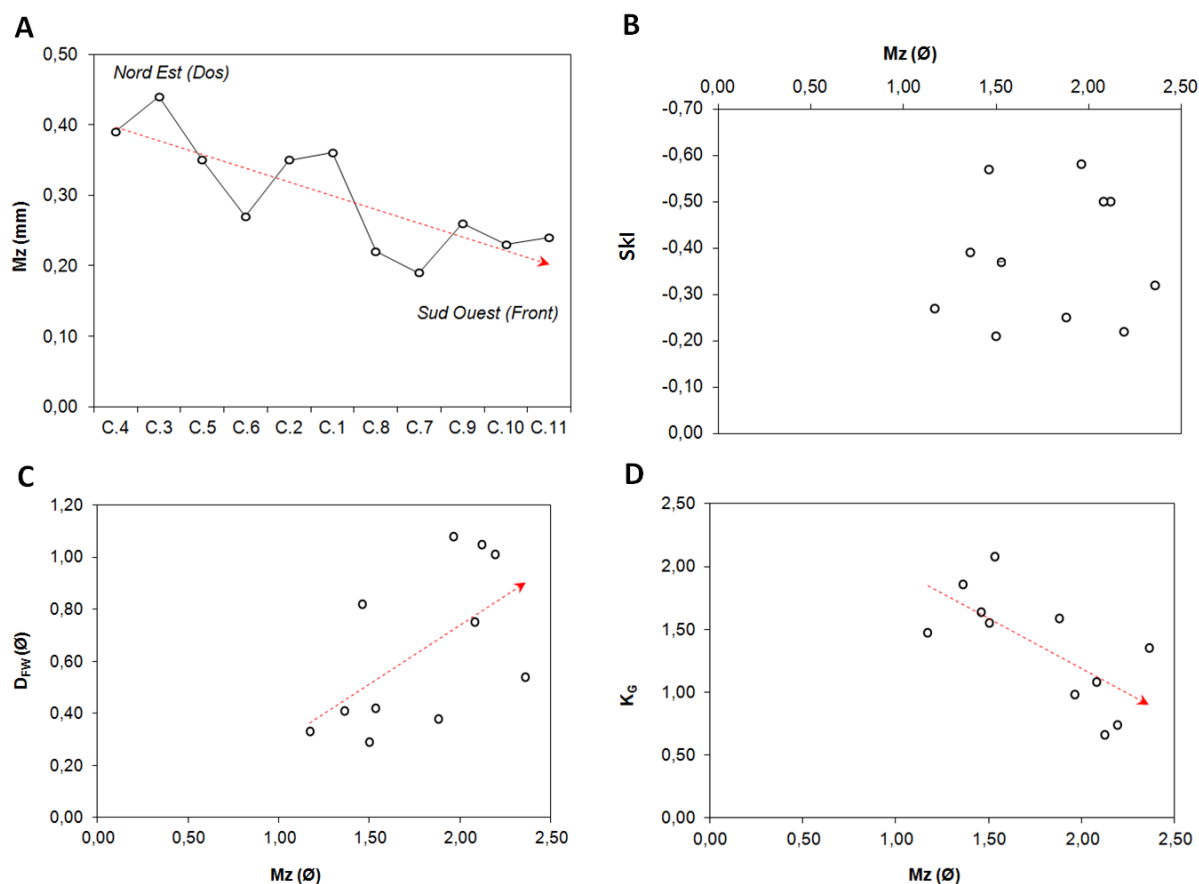 A
Mz (mm)
0,50
0,40
0,30
0,20
0,10
0,00
Nord Est (Dos)
Sud Ouest (Front)
C.4 C.3 C.5 C.6 C.2 C.1 C.8 C.7 C.9 C.10 C.11
B
Mz (Ø)
0,00 0,50 1,00 1,50 2,00 2,50
SkI
-0,70
-0,60
-0,50
-0,40
-0,30
-0,20
-0,10
0,00
C
D_FW (Ø)
1,20
1,00
0,80
0,60
0,40
0,20
0,00
0,00 0,50 1,00 1,50 2,00 2,50
Mz (Ø)
D
K_G
2,50
2,00
1,50
1,00
0,50
0,00
0,00 0,50 1,00 1,50 2,00 2,50
Mz (Ø)